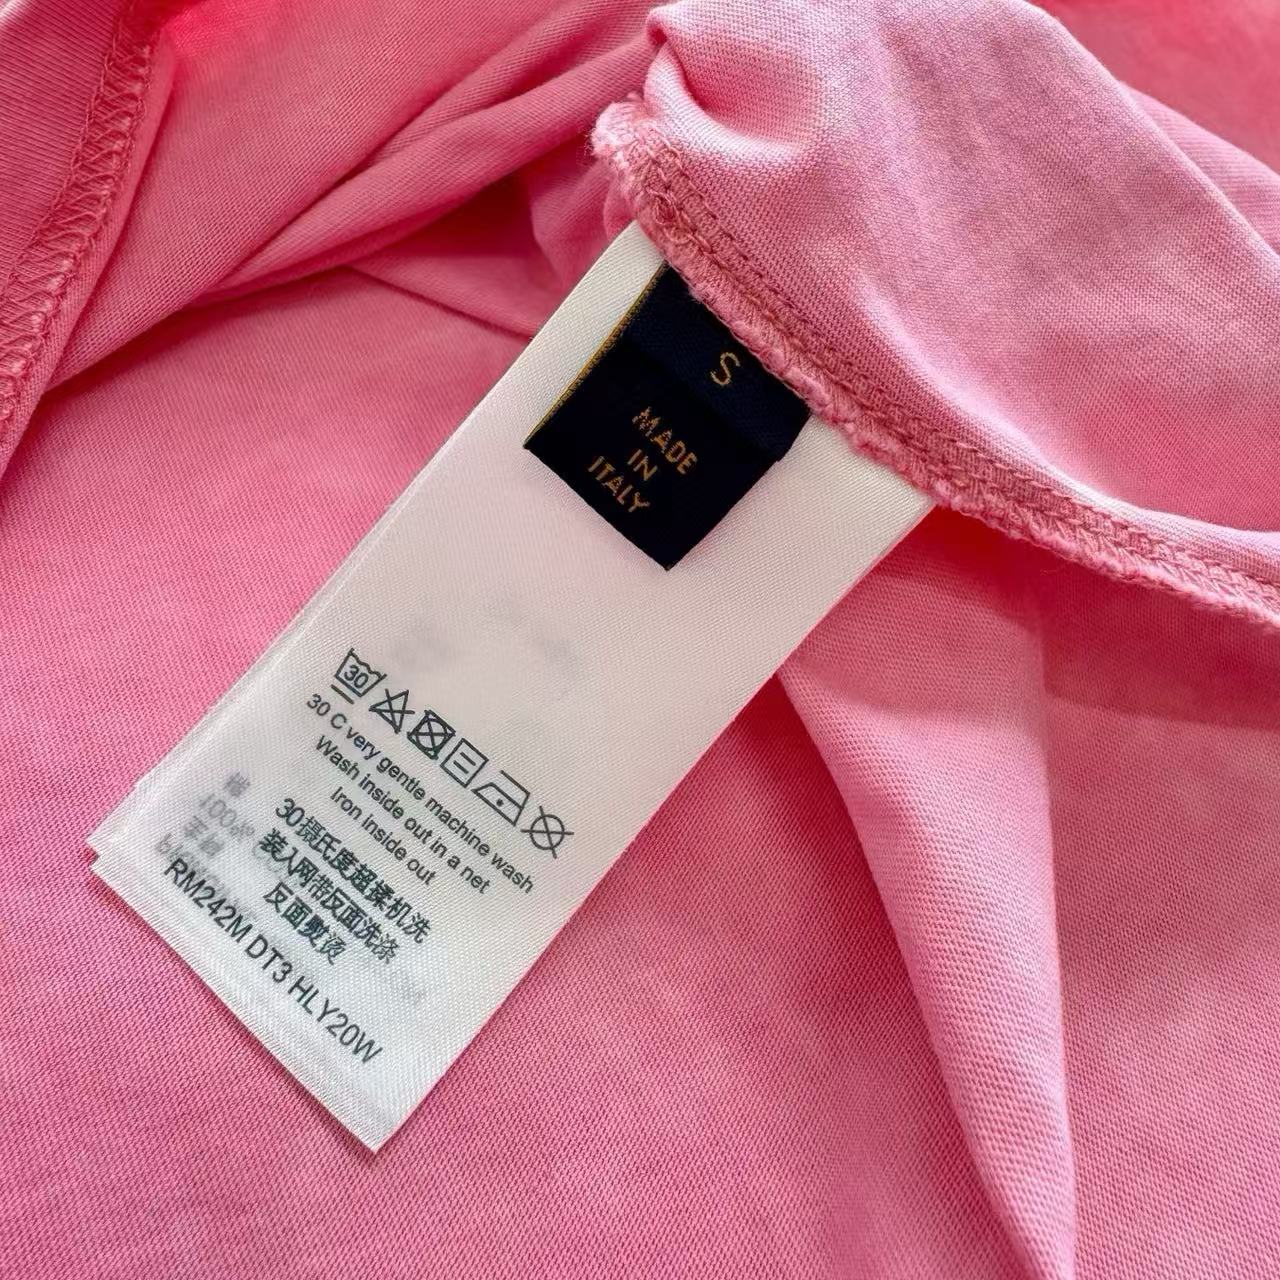 S
MADE
IN
ITALY
30
30 C very gentle machine wash
Wash inside out in a net
Iron inside out
30摄氏度超揉机洗
装入网带反面洗涤
反面熨烫
RM242M DT3 HLY20W